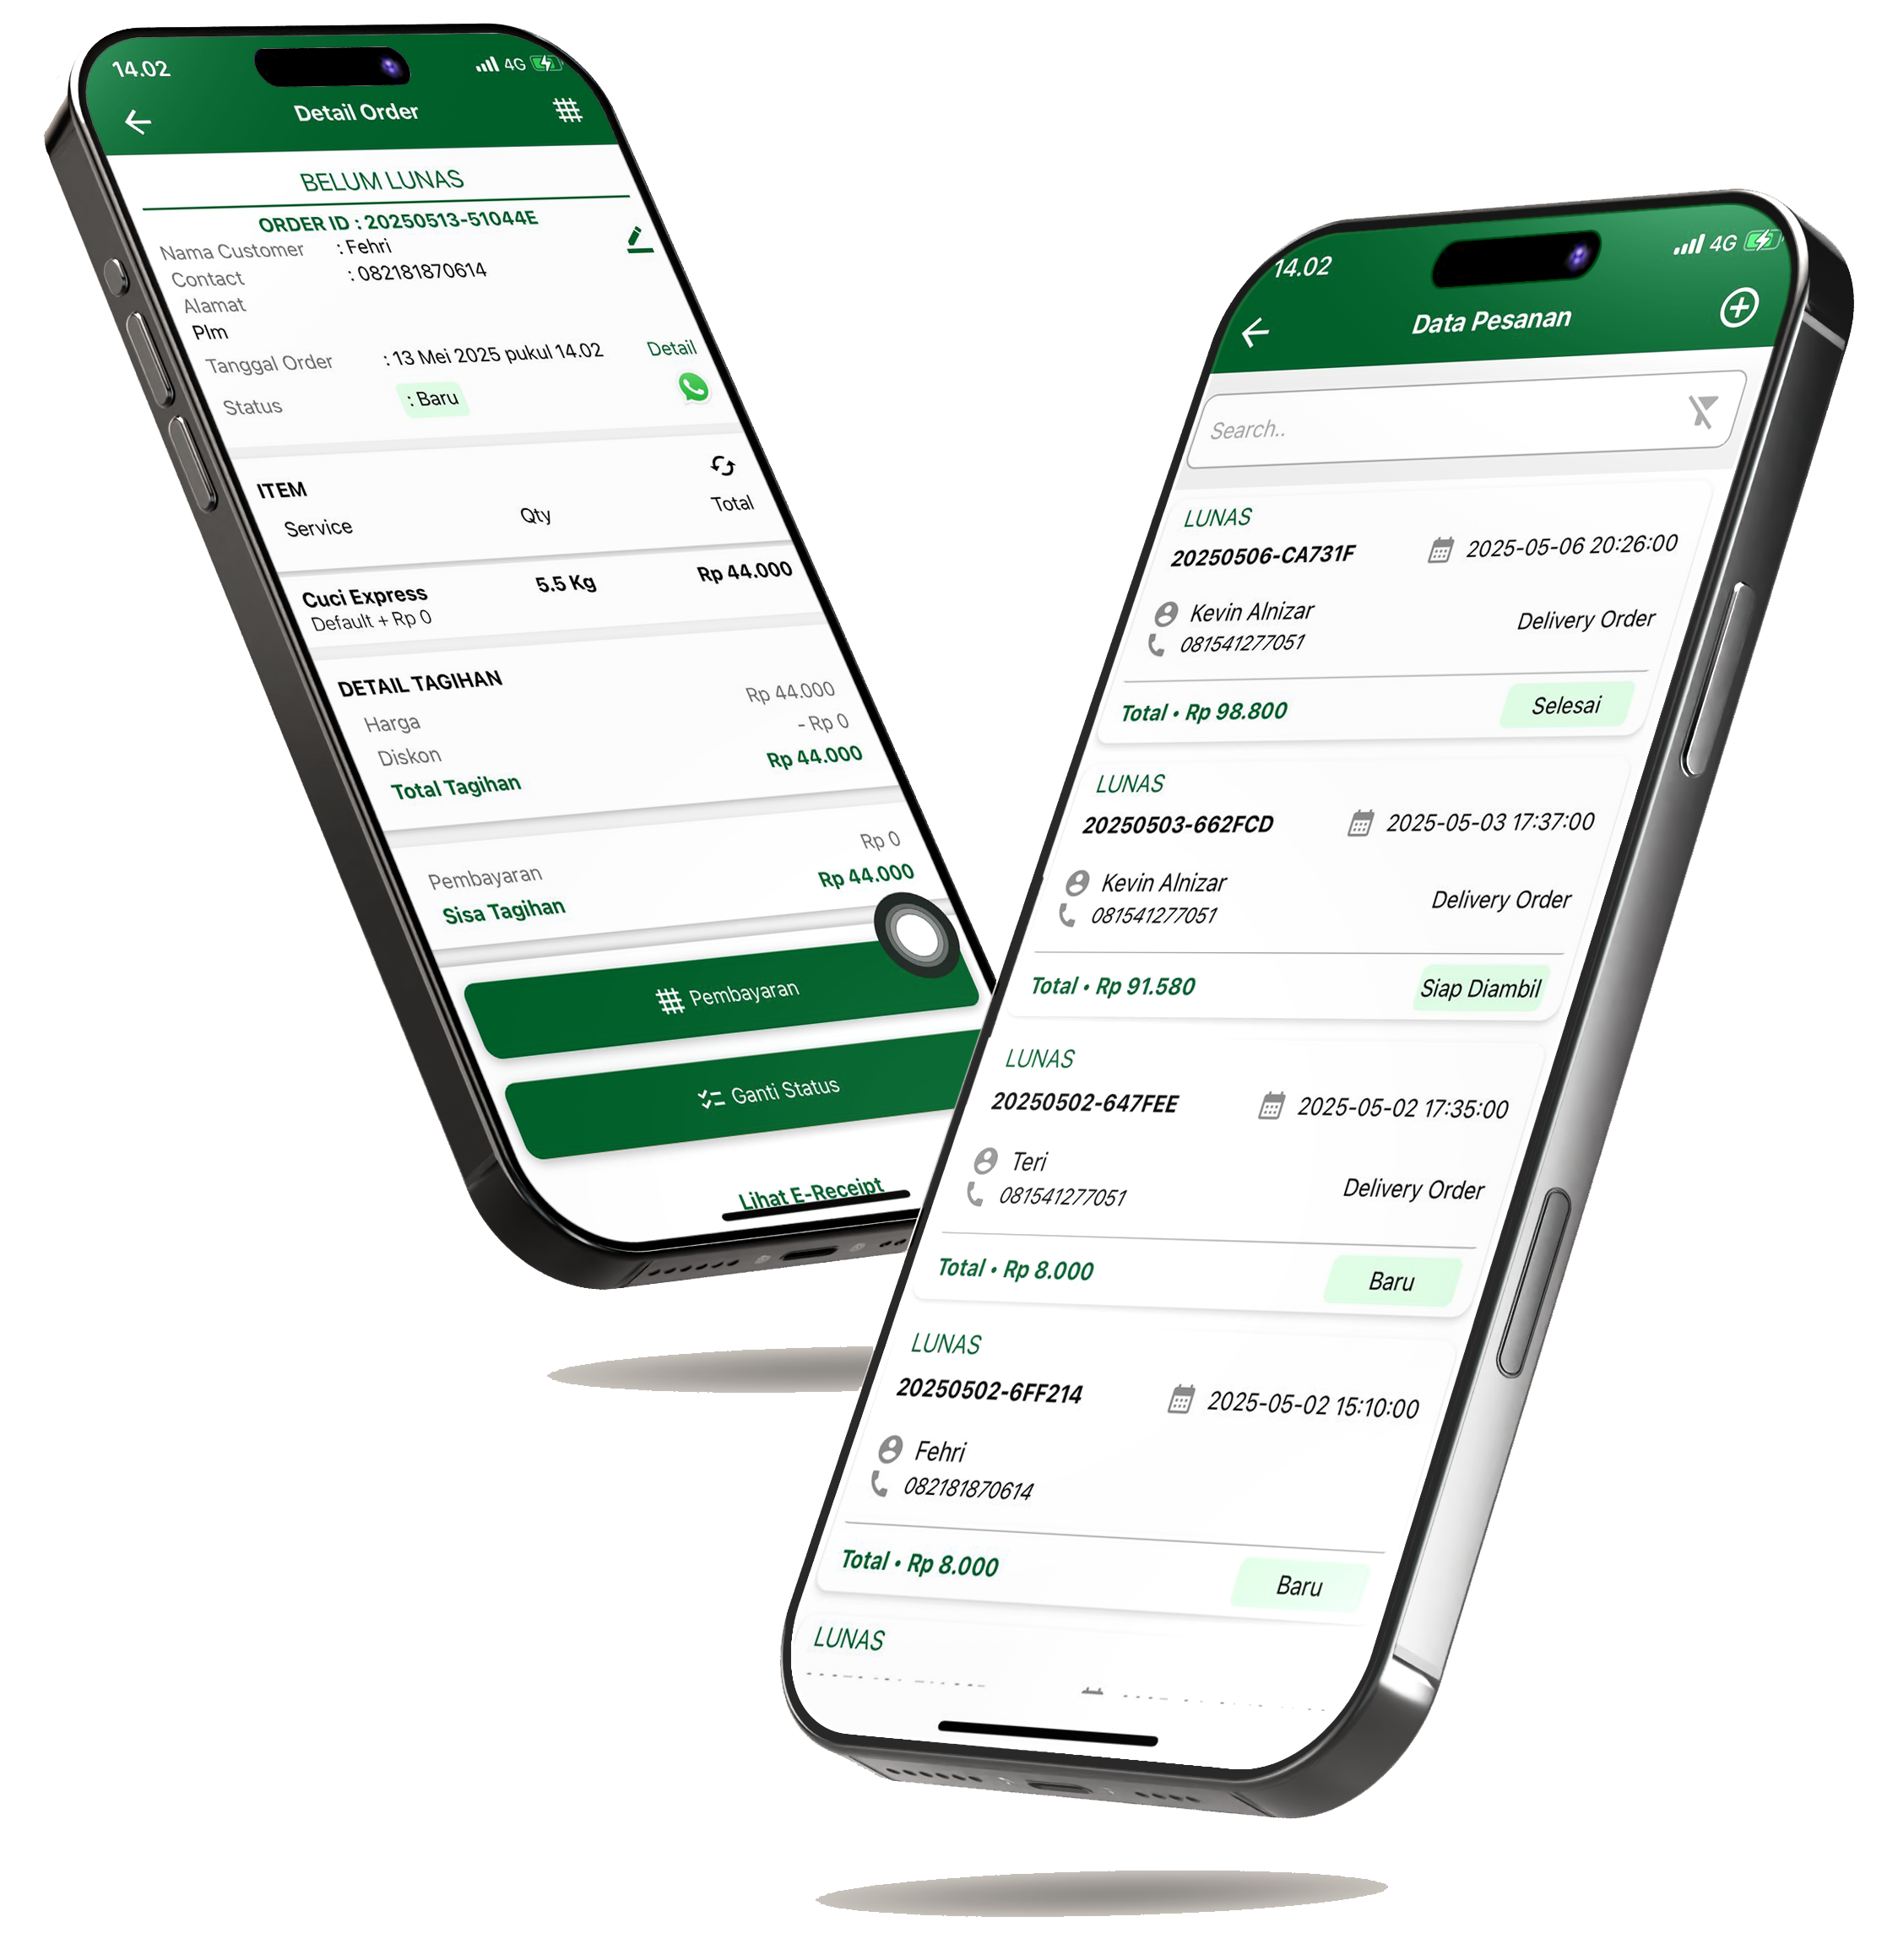 14.02
4G
Detail Order
BELUM LUNAS
ORDER ID : 20250513-51044E
Nama Customer : Fehri
Contact : 082181870614
Alamat
Plm
Tanggal Order : 13 Mei 2025 pukul 14.02 Detail
Status : Baru
ITEM
Service Qty Total
Cuci Express 5.5 Kg Rp 44.000
Default + Rp 0
DETAIL TAGIHAN
Harga Rp 44.000
Diskon - Rp 0
Total Tagihan Rp 44.000
Pembayaran Rp 0
Sisa Tagihan Rp 44.000
Pembayaran
Ganti Status
Lihat E-Receipt
14.02
4G
Data Pesanan
Search..
LUNAS
20250506-CA731F 2025-05-06 20:26:00
Kevin Alnizar Delivery Order
081541277051
Total • Rp 98.800 Selesai
LUNAS
20250503-662FCD 2025-05-03 17:37:00
Kevin Alnizar Delivery Order
081541277051
Total • Rp 91.580 Siap Diambil
LUNAS
20250502-647FEE 2025-05-02 17:35:00
Teri Delivery Order
081541277051
Total • Rp 8.000 Baru
LUNAS
20250502-6FF214 2025-05-02 15:10:00
Fehri
082181870614
Total • Rp 8.000 Baru
LUNAS